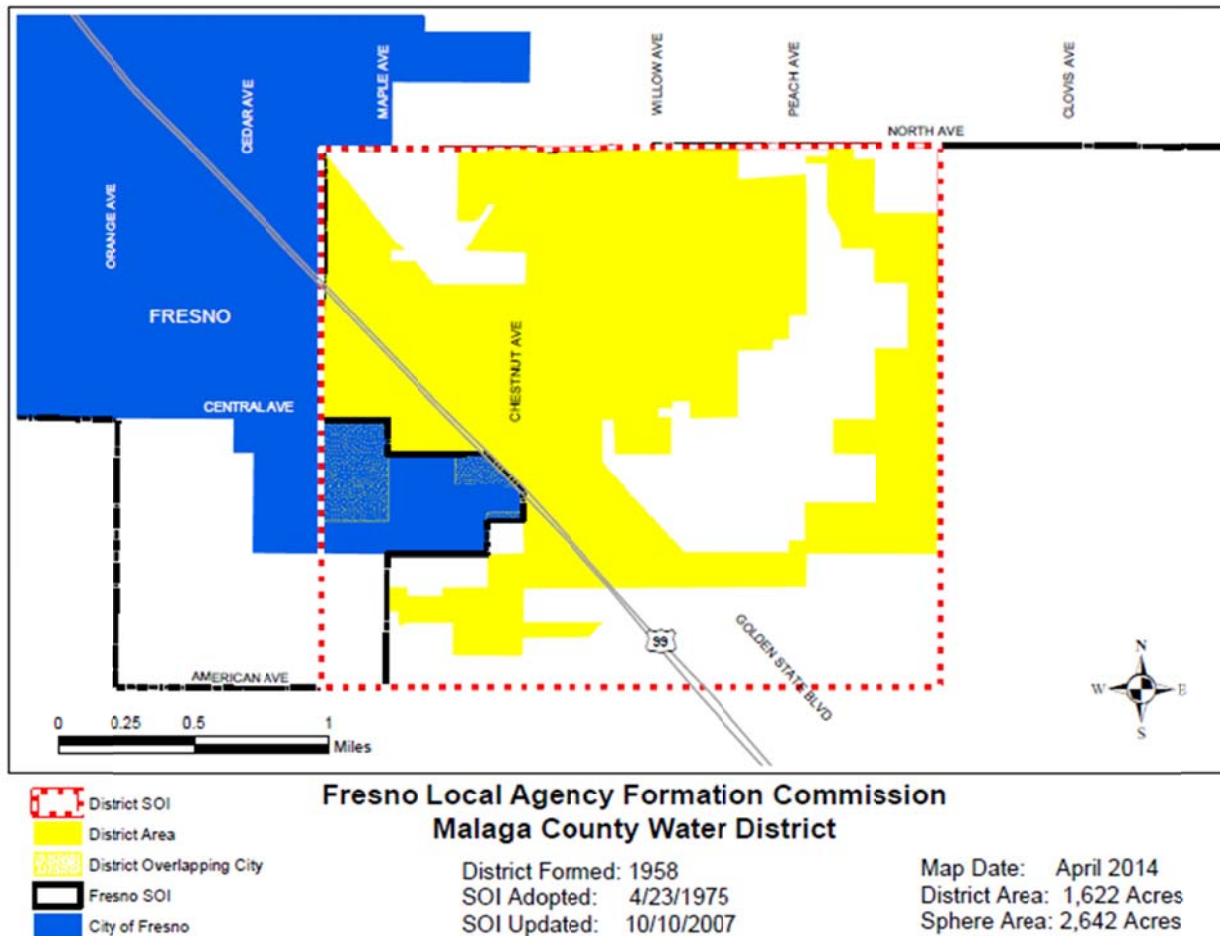 CEDAR AVE
MAPLE AVE
WILLOW AVE
PEACH AVE
CLOVIS AVE
NORTH AVE
ORANGE AVE
FRESNO
CHESTNUT AVE
CENTRAL AVE
99
GOLDEN STATE BLVD
AMERICAN AVE
0 0.25 0.5 1
Miles
N
W E
S
District SOI
District Area
District Overlapping City
Fresno SOI
City of Fresno
Fresno Local Agency Formation Commission
Malaga County Water District
District Formed: 1958
SOI Adopted: 4/23/1975
SOI Updated: 10/10/2007
Map Date: April 2014
District Area: 1,622 Acres
Sphere Area: 2,642 Acres